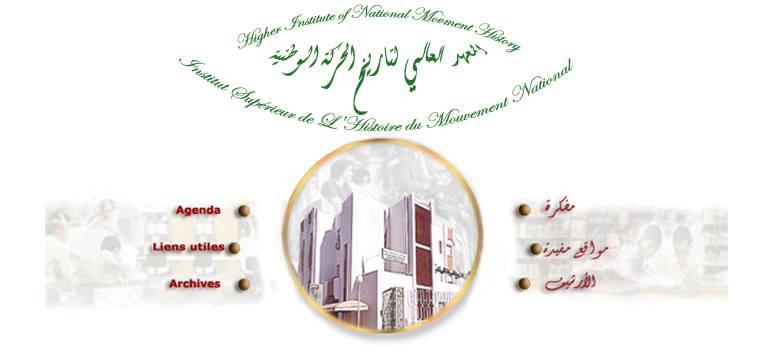 Higher Institute of National Movment History
المعهد العالي لتاريخ الحركة الوطنية
Institut Supérieur de L'Histoire du Mouvement National
Agenda
Liens utiles
Archives
مفكرة
مواقع مفيدة
الأرشيف